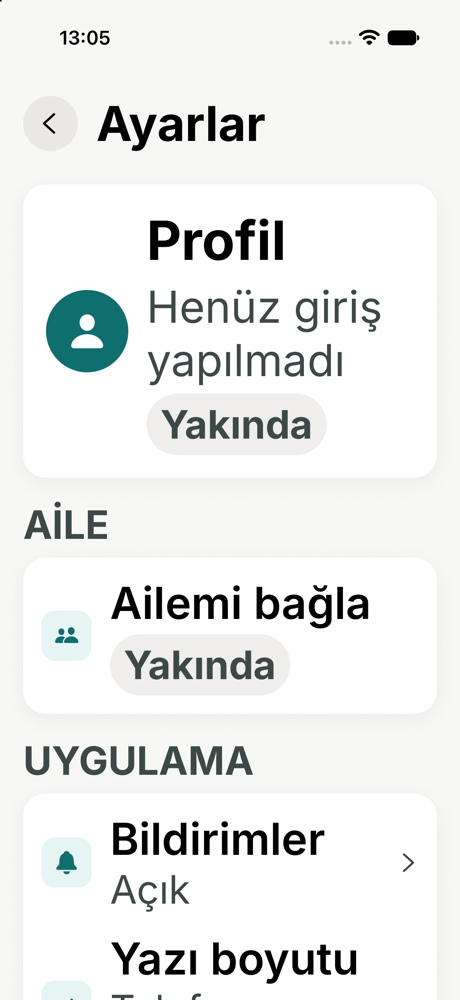 13:05
Ayarlar
Profil
Henüz giriş
yapılmadı
Yakında
AİLE
Ailemi bağla
Yakında
UYGULAMA
Bildirimler
Açık
Yazı boyutu